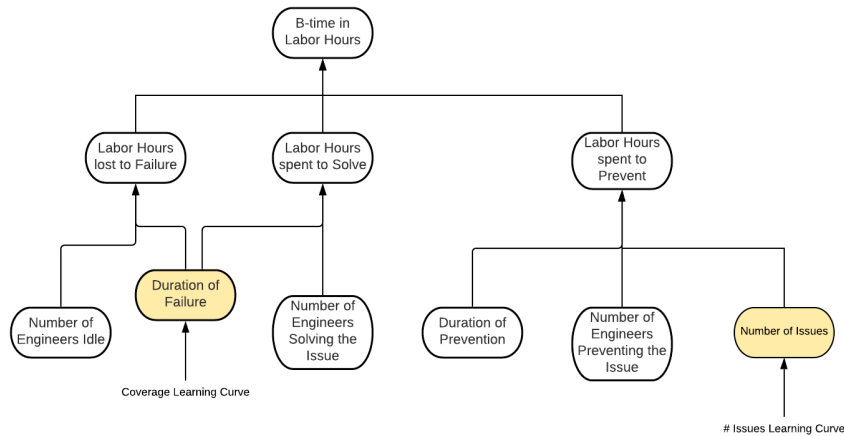 B-time in
Labor Hours
Labor Hours
lost to Failure
Labor Hours
spent to Solve
Labor Hours
spent to
Prevent
Duration of
Failure
Number of
Engineers Idle
Number of
Engineers
Solving the
Issue
Duration of
Prevention
Number of
Engineers
Preventing the
Issue
Number of Issues
Coverage Learning Curve
# Issues Learning Curve